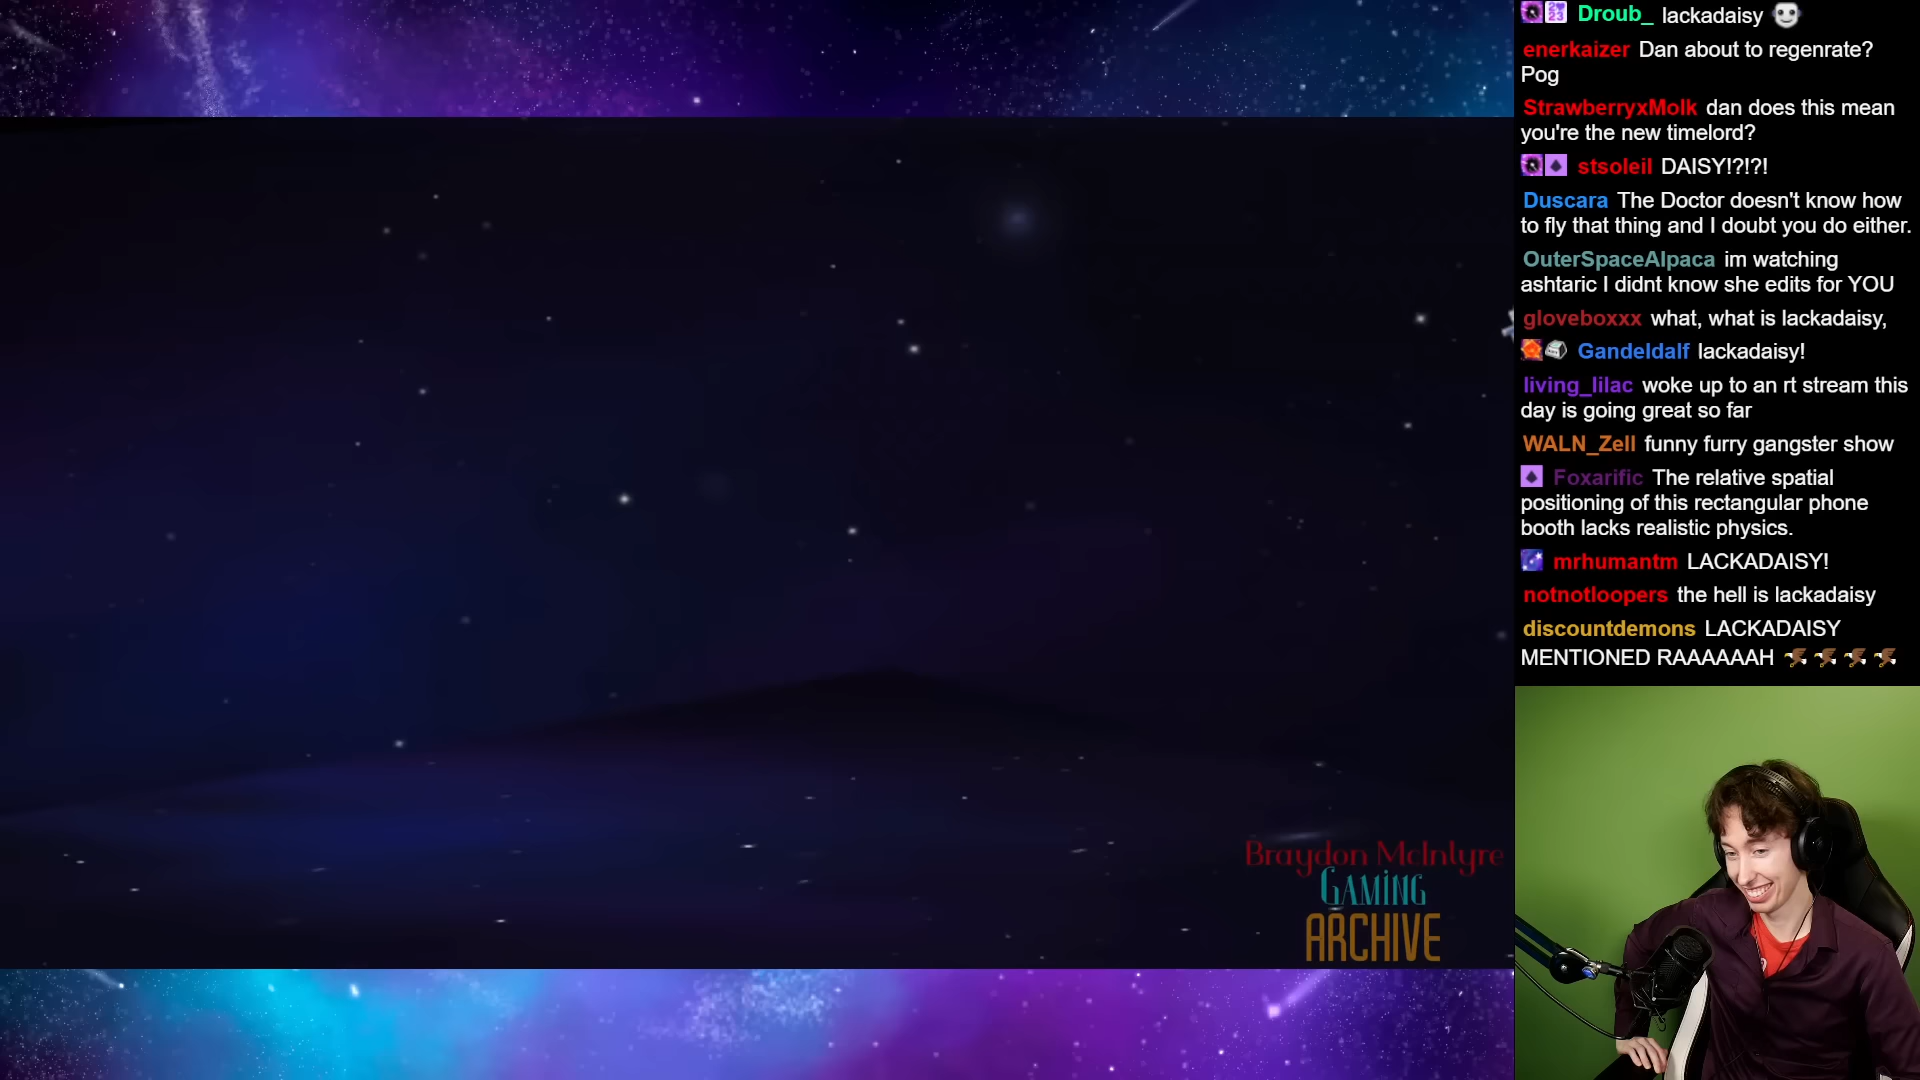 Droub_ lackadaisy
enerkaizer Dan about to regenrate?
Pog
StrawberryxMolk dan does this mean
you're the new timelord?
stsoleil DAISY!?!?!
Duscara The Doctor doesn't know how
to fly that thing and I doubt you do either.
OuterSpaceAlpaca im watching
ashtaric I didnt know she edits for YOU
gloveboxxx what, what is lackadaisy,
Gandeldalf lackadaisy!
living_lilac woke up to an rt stream this
day is going great so far
WALN_Zell funny furry gangster show
Foxarific The relative spatial
positioning of this rectangular phone
booth lacks realistic physics.
mrhumantm LACKADAISY!
notnotloopers the hell is lackadaisy
discountdemons LACKADAISY
MENTIONED RAAAAAAH
Braydon McIntyre
GAMING
ARCHIVE